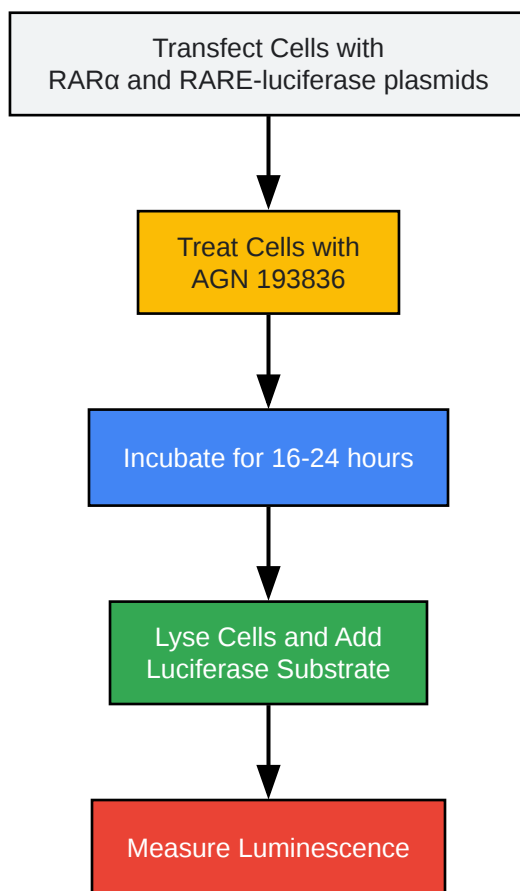 Transfect Cells with
RARα and RARE-luciferase plasmids
Treat Cells with
AGN 193836
Incubate for 16-24 hours
Lyse Cells and Add
Luciferase Substrate
Measure Luminescence